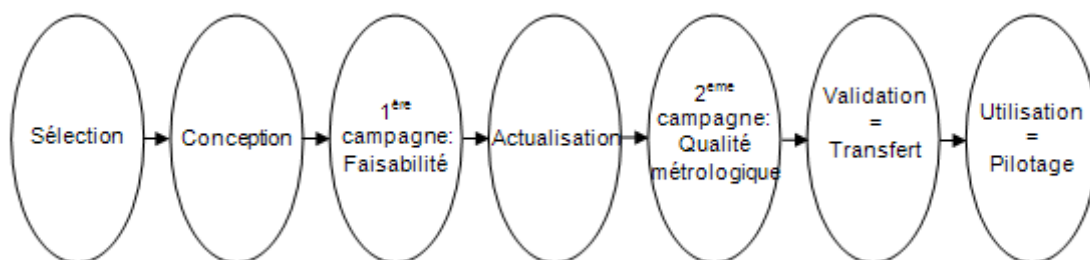 Sélection
Conception
1ère
campagne:
Faisabilité
Actualisation
2eme
campagne:
Qualité
métrologique
Validation
=
Transfert
Utilisation
=
Pilotage